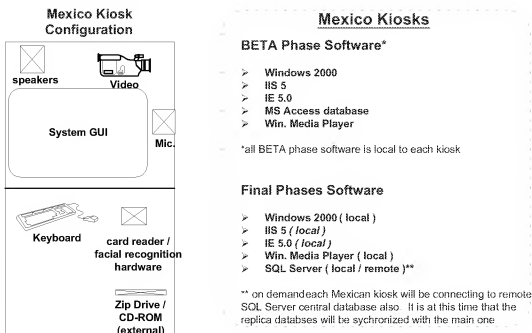 Mexico Kiosk
Configuration
speakers
Video
System GUI
Mic.
Keyboard
card reader /
facial recognition
hardware
Zip Drive /
CD-ROM
(external)
Mexico Kiosks
BETA Phase Software*
➢ Windows 2000
➢ IIS 5
➢ IE 5.0
➢ MS Access database
➢ Win. Media Player
*all BETA phase software is local to each kiosk
Final Phases Software
➢ Windows 2000 ( local )
➢ IIS 5 ( local )
➢ IE 5.0 ( local )
➢ Win. Media Player ( local )
➢ SQL Server ( local / remote )**
** on demandeach Mexican kiosk will be connecting to remote
SQL Server central database also It is at this time that the
replica databses will be sychronized with the main one